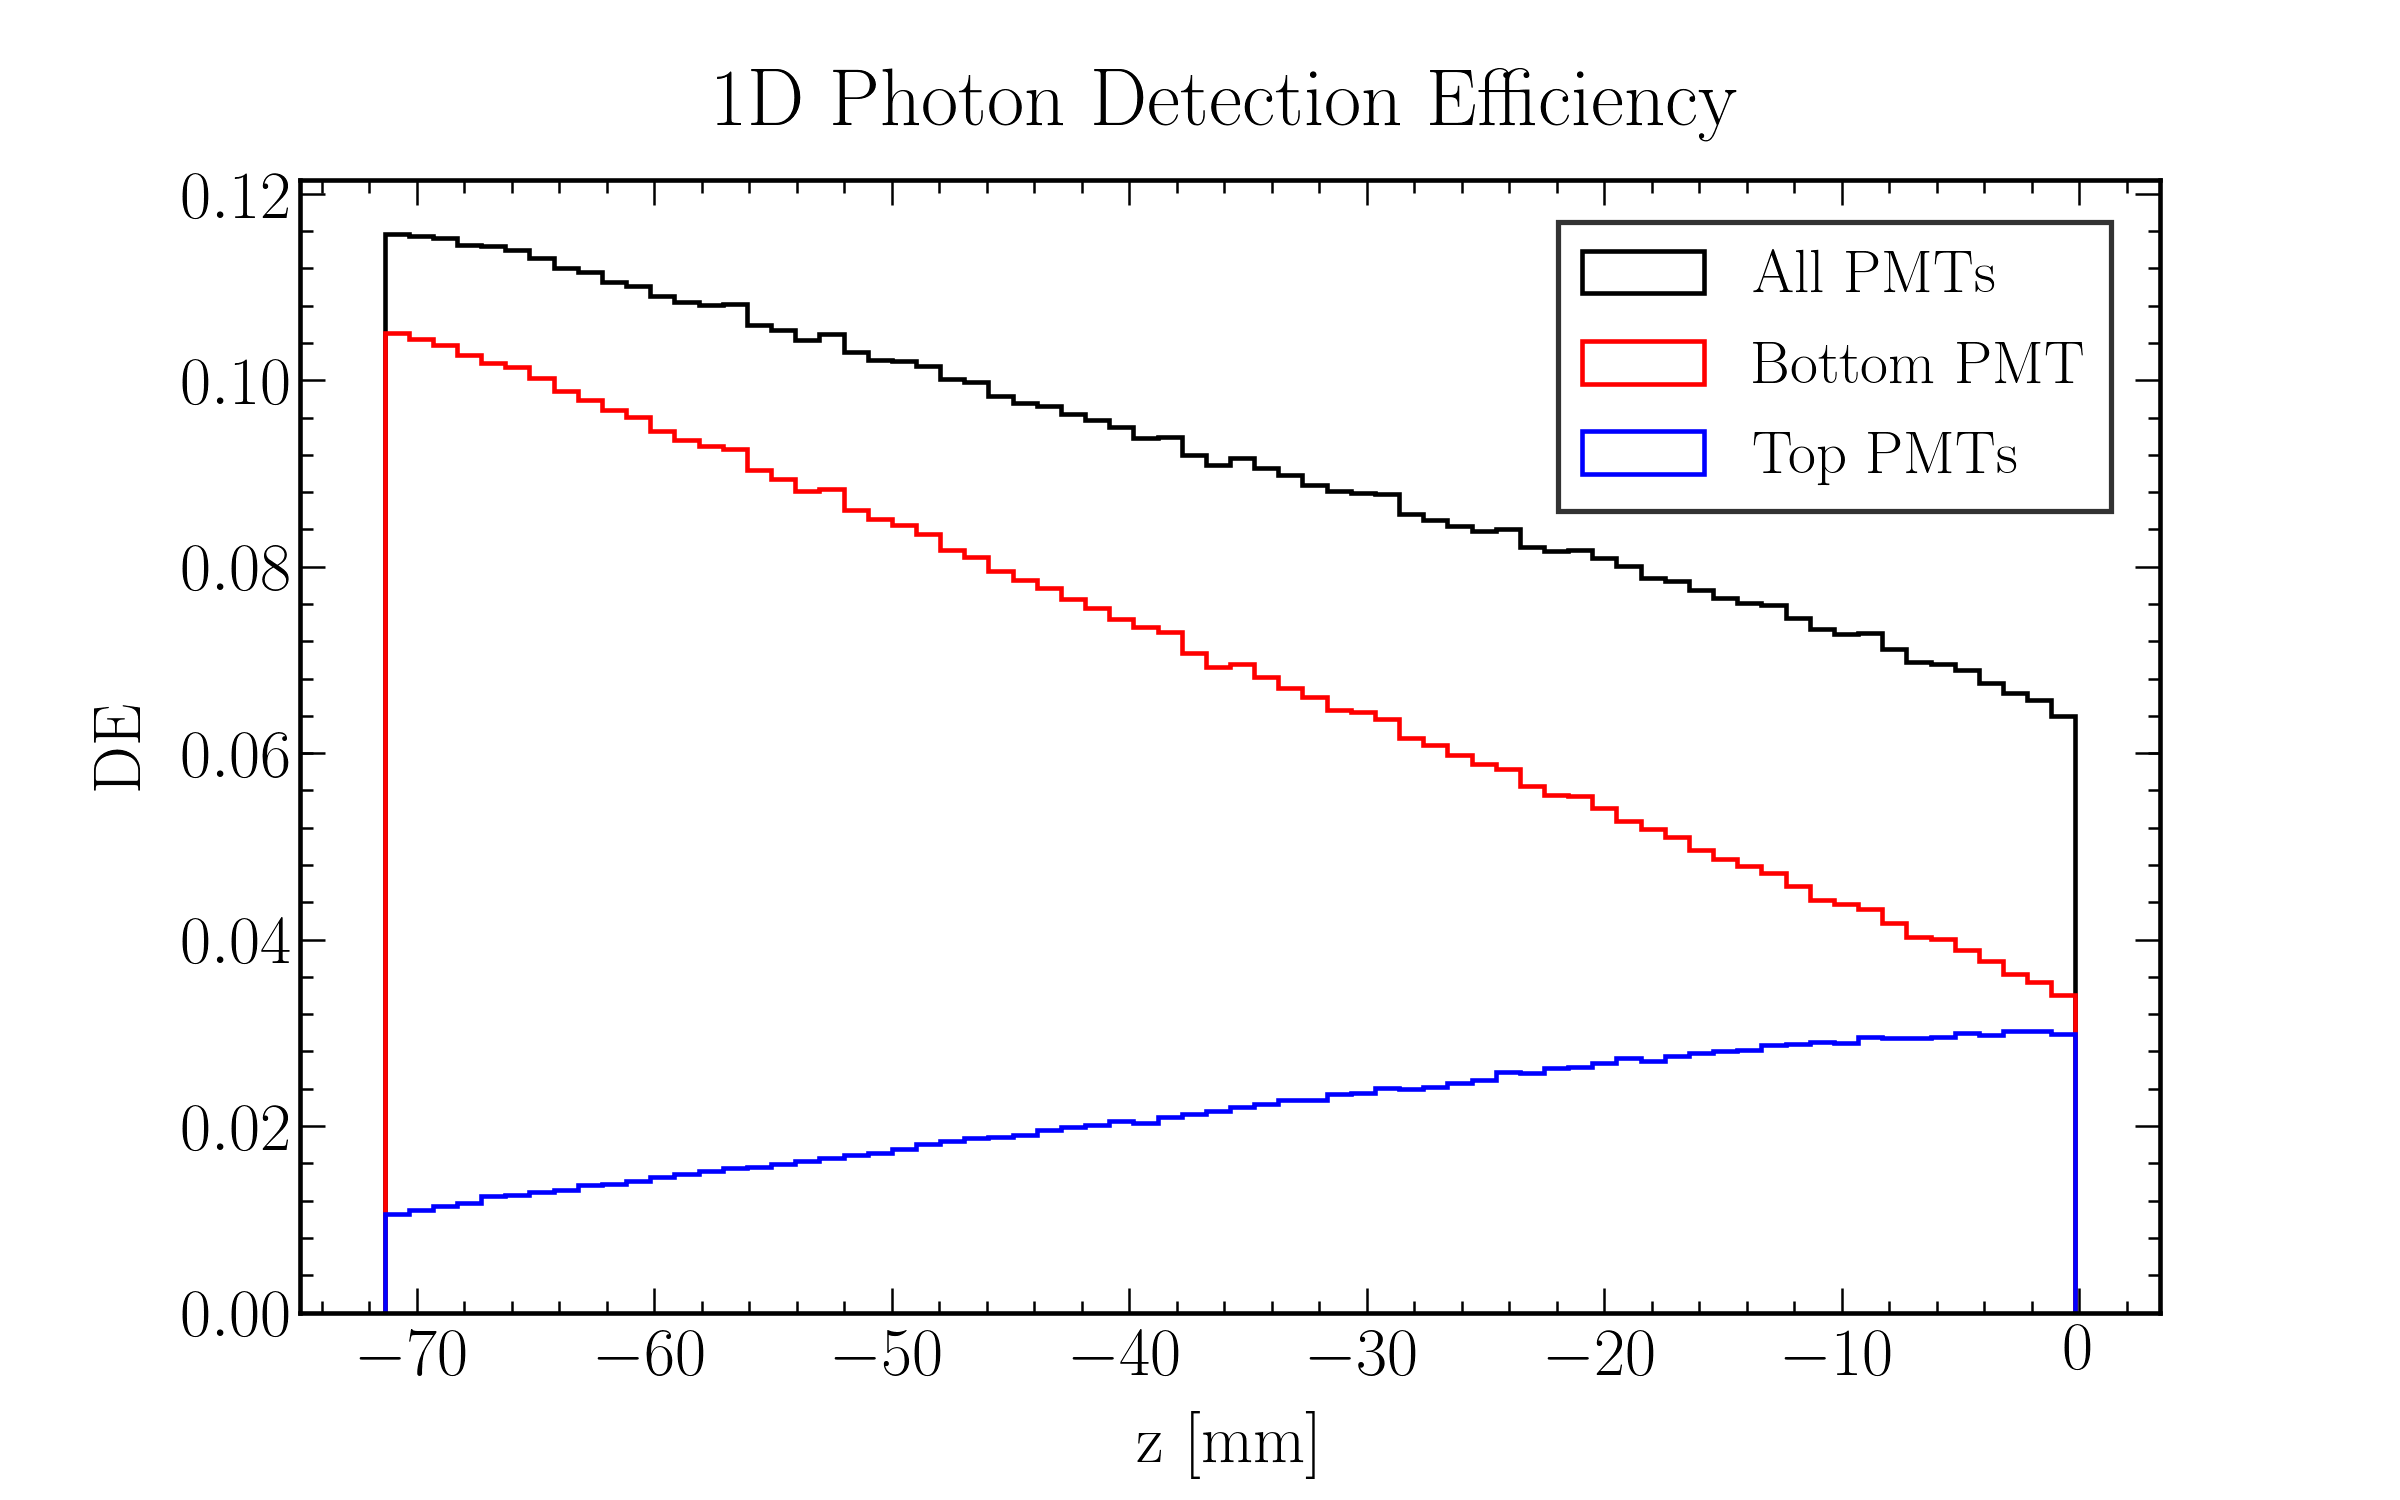 1D Photon Detection Efficiency
0.12
0.10
0.08
0.06
0.04
0.02
0.00
DE
All PMTs
Bottom PMT
Top PMTs
−70 −60 −50 −40 −30 −20 −10 0
z [mm]